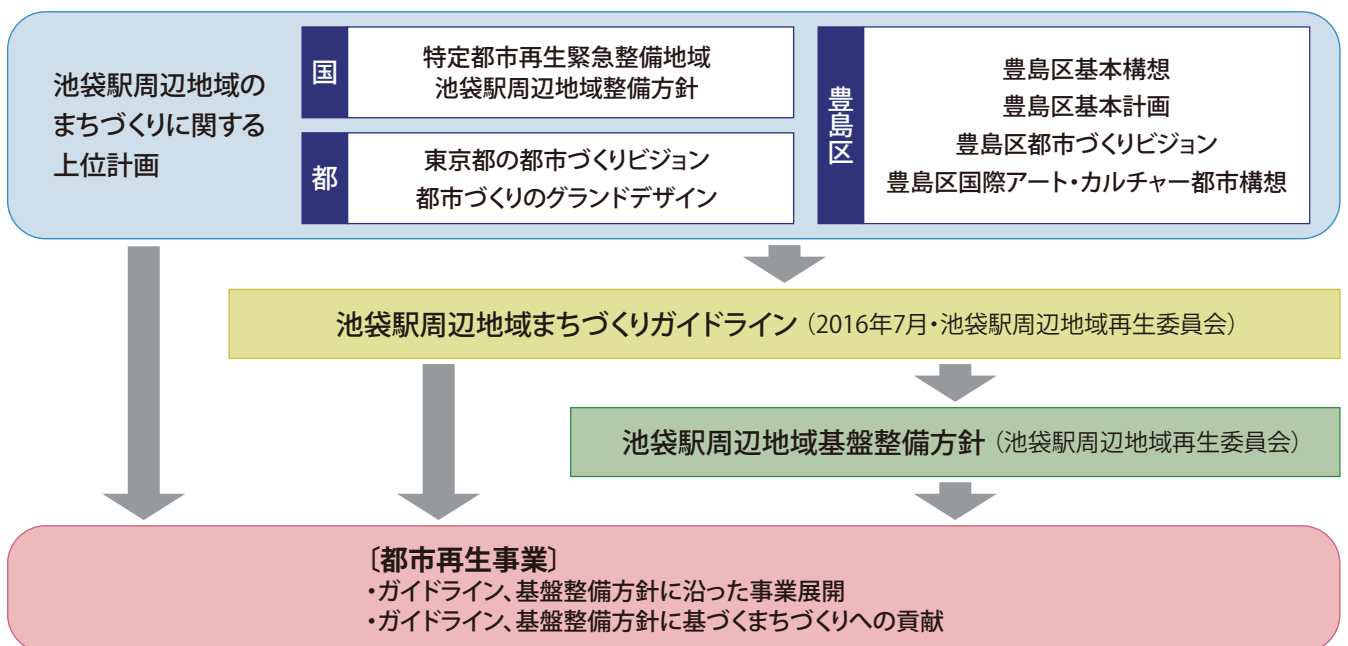 池袋駅周辺地域の
まちづくりに関する
上位計画
国
特定都市再生緊急整備地域
池袋駅周辺地域整備方針
都
東京都の都市づくりビジョン
都市づくりのグランドデザイン
豊島区
豊島区基本構想
豊島区基本計画
豊島区都市づくりビジョン
豊島区国際アート・カルチャー都市構想
池袋駅周辺地域まちづくりガイドライン（2016年7月・池袋駅周辺地域再生委員会）
池袋駅周辺地域基盤整備方針（池袋駅周辺地域再生委員会）
〔都市再生事業〕
・ガイドライン、基盤整備方針に沿った事業展開
・ガイドライン、基盤整備方針に基づくまちづくりへの貢献